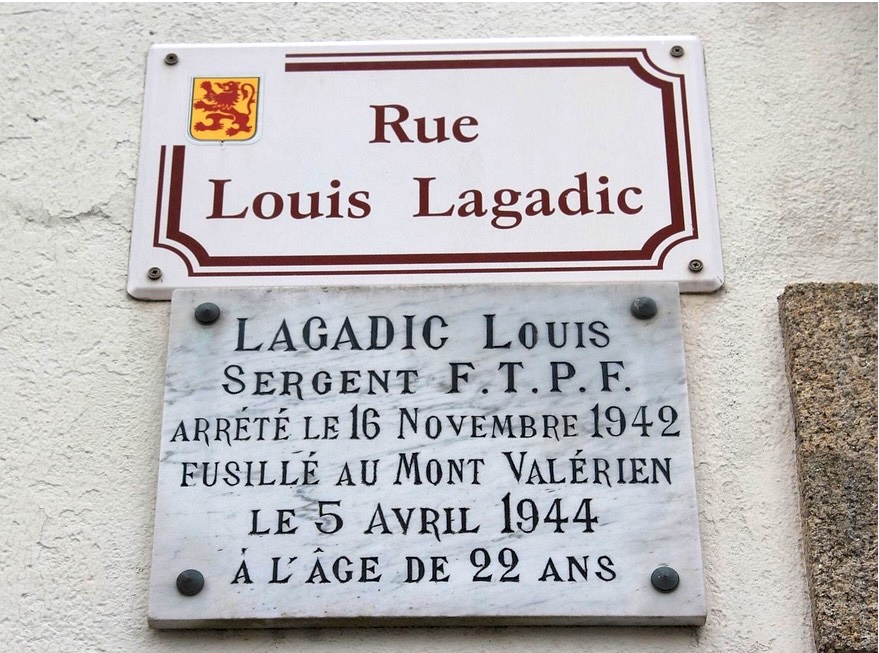 Rue
Louis Lagadic
LAGADIC LOUIS
SERGENT F.T.P.F.
ARRÉTÉ LE 16 NOVEMBRE 1942
FUSILLÉ AU MONT VALÉRIEN
LE 5 AVRIL 1944
À L'ÂGE DE 22 ANS